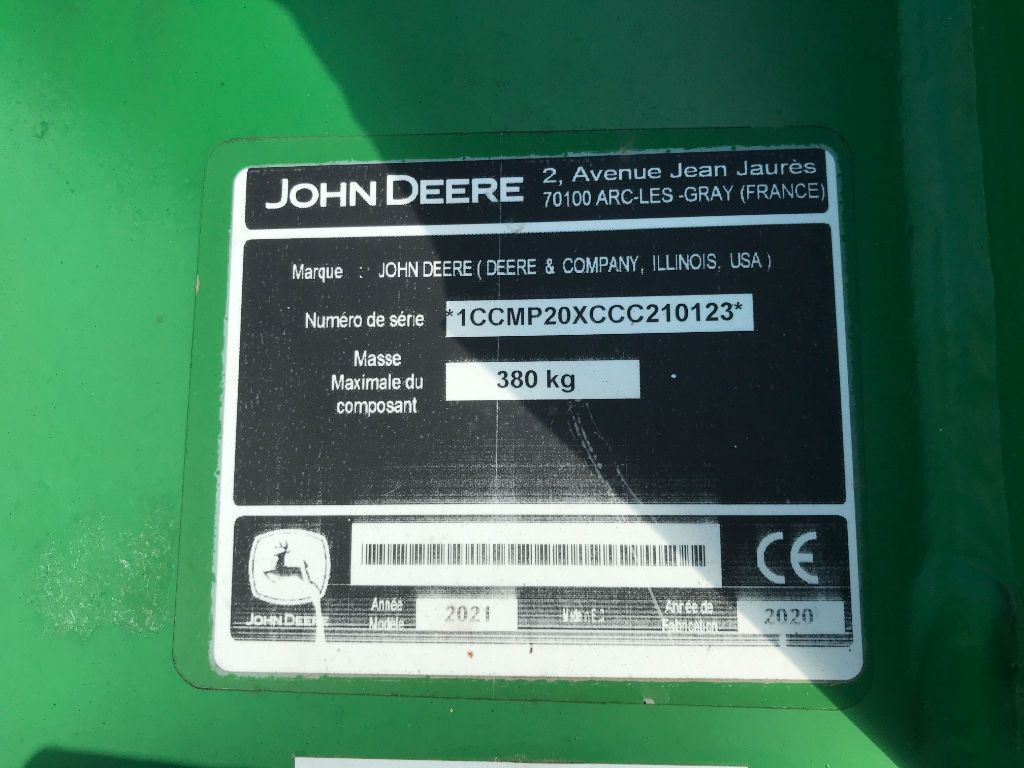 JOHN DEERE
2, Avenue Jean Jaurès
70100 ARC-LES -GRAY (FRANCE)
Marque : JOHN DEERE ( DEERE & COMPANY, ILLINOIS, USA )
Numéro de série *1CCMP20XCCC210123*
Masse
Maximale du
composant
380 kg
CE
JOHN DEERE
Année
Modèle
2021
Année de
Fabrication
2020